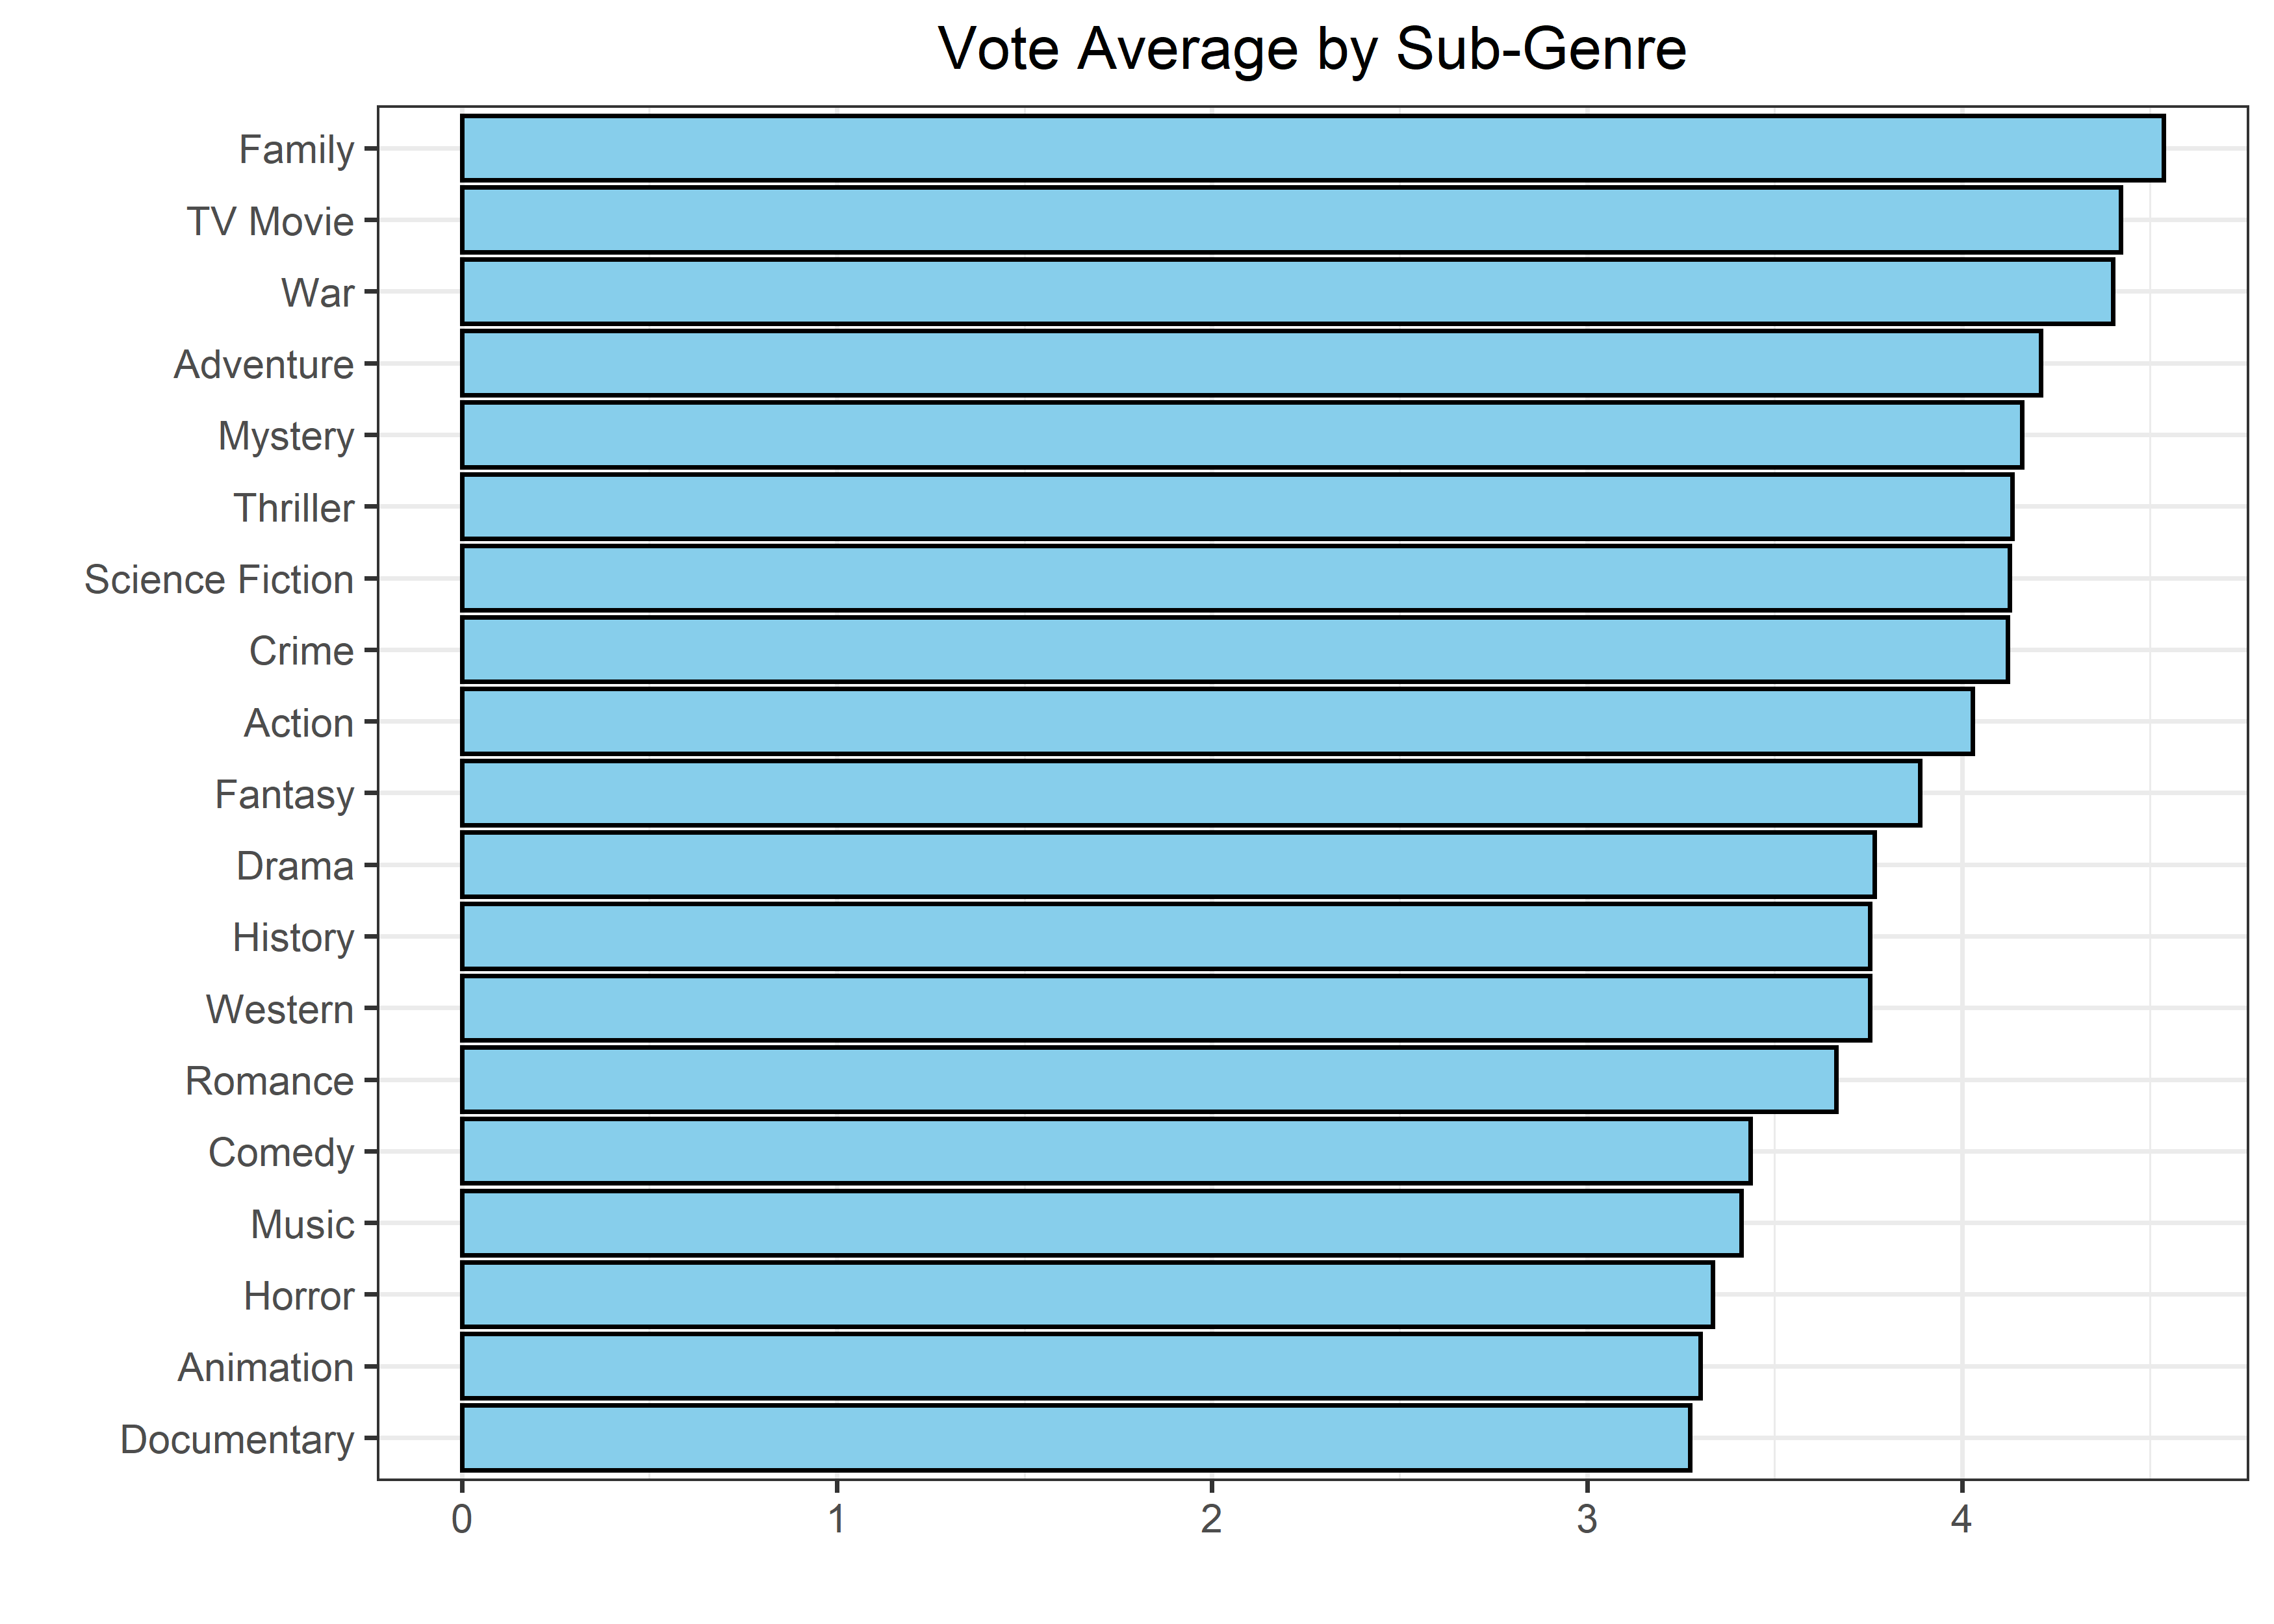 Vote Average by Sub-Genre
Family
TV Movie
War
Adventure
Mystery
Thriller
Science Fiction
Crime
Action
Fantasy
Drama
History
Western
Romance
Comedy
Music
Horror
Animation
Documentary
0 1 2 3 4